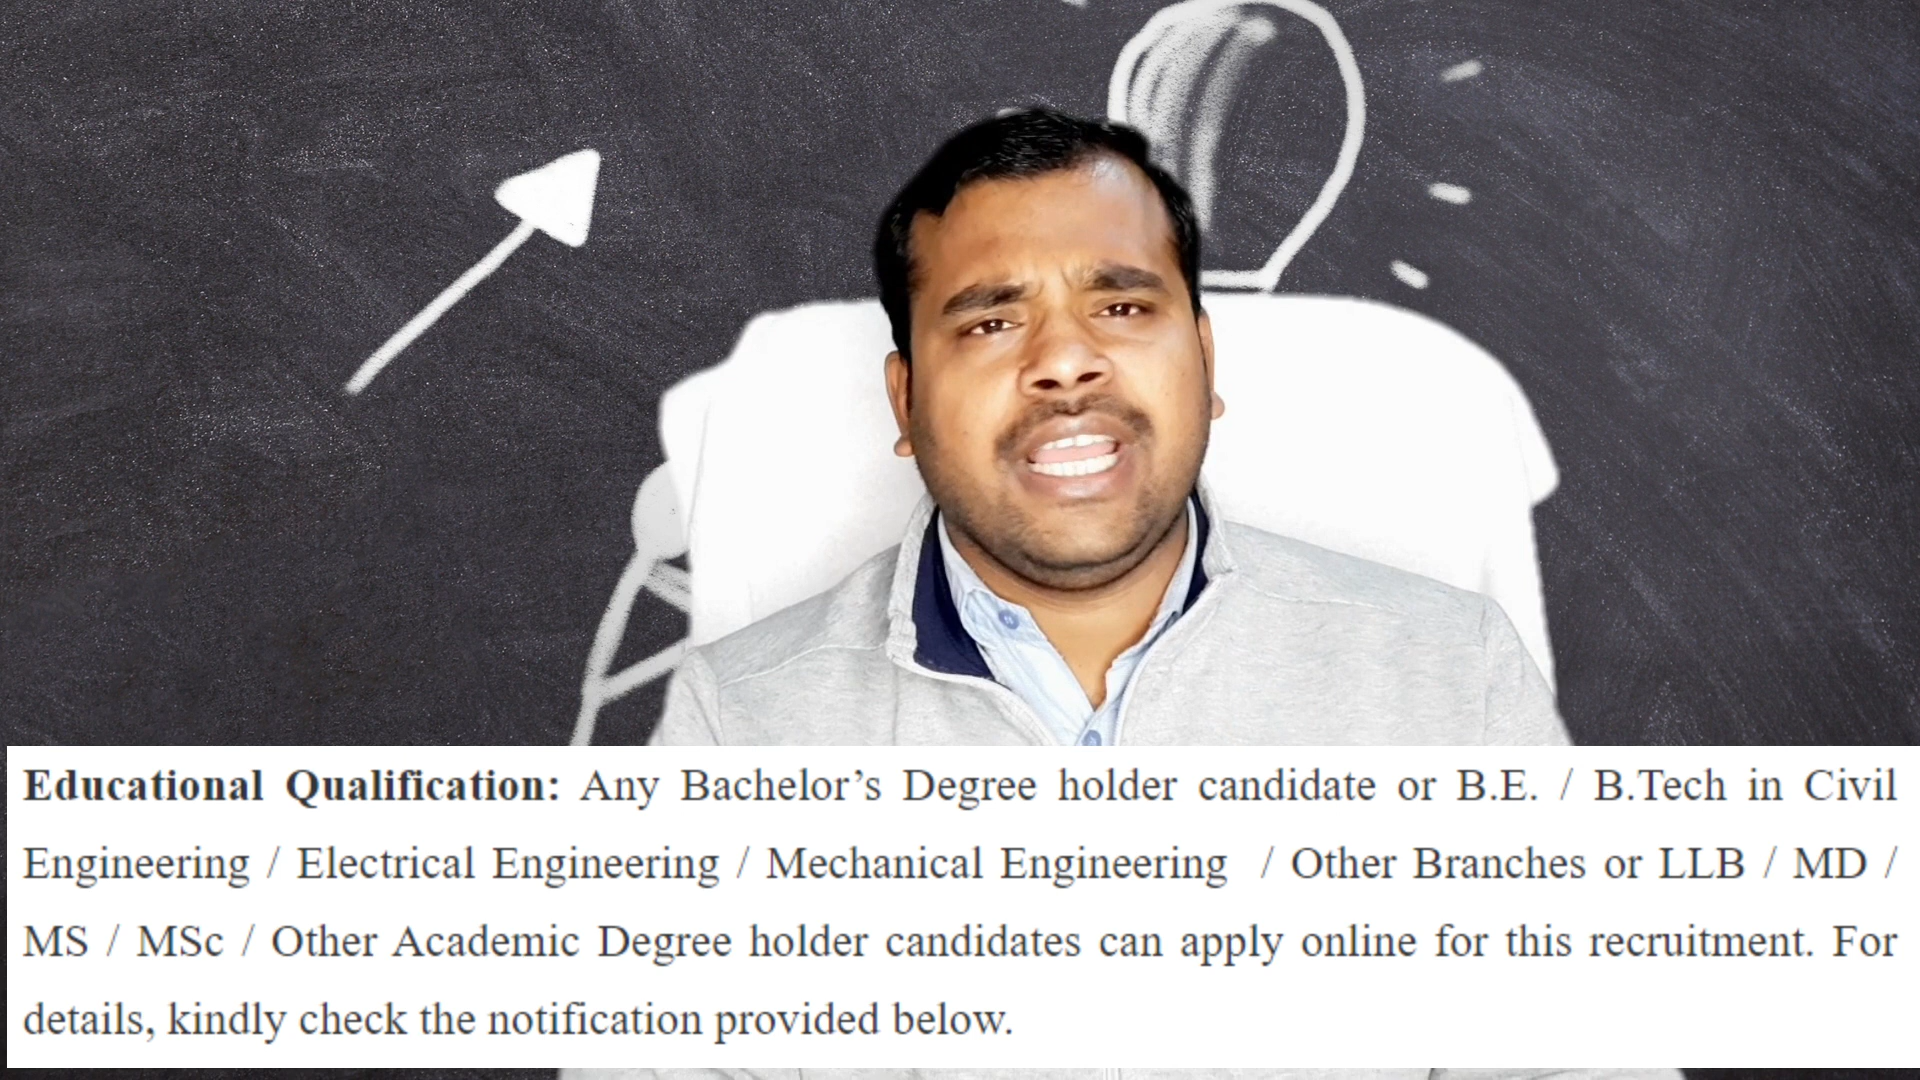 Educational Qualification: Any Bachelor’s Degree holder candidate or B.E. / B.Tech in Civil
Engineering / Electrical Engineering / Mechanical Engineering / Other Branches or LLB / MD /
MS / MSc / Other Academic Degree holder candidates can apply online for this recruitment. For
details, kindly check the notification provided below.